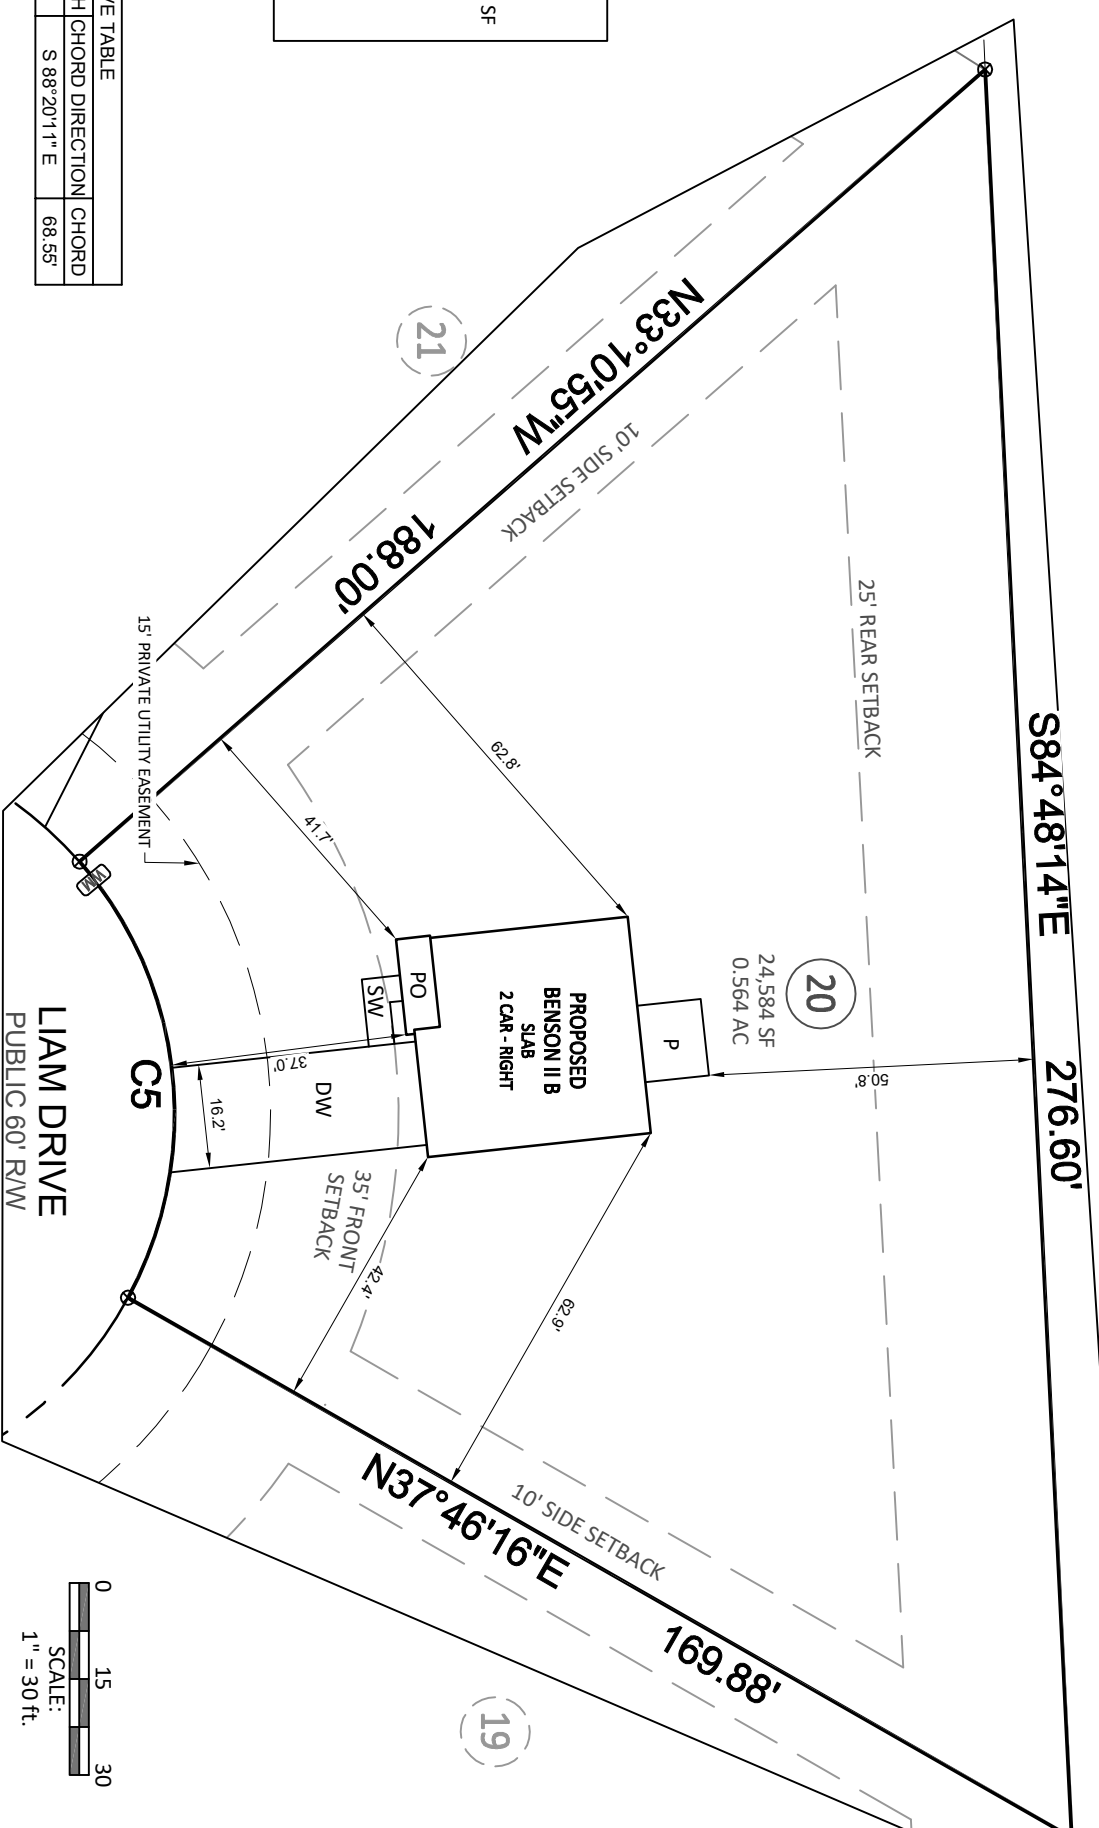 SF
VE TABLE
H CHORD DIRECTION CHORD
S 88°20'11" E 68.55'
S84°48'14"E 276.60'
N33°10'55"W 188.00'
N37°46'16"E 169.88'
25' REAR SETBACK
10' SIDE SETBACK
10' SIDE SETBACK
35' FRONT
SETBACK
15' PRIVATE UTILITY EASEMENT
21
20
24,584 SF
0.564 AC
19
PROPOSED
BENSON II B
SLAB
2 CAR - RIGHT
P
PO
SW
DW
WM
62.8'
41.7'
50.8'
37.0'
16.2'
42.4'
62.9'
C5
LIAM DRIVE
PUBLIC 60' R/W
0 15 30
SCALE:
1" = 30 ft.